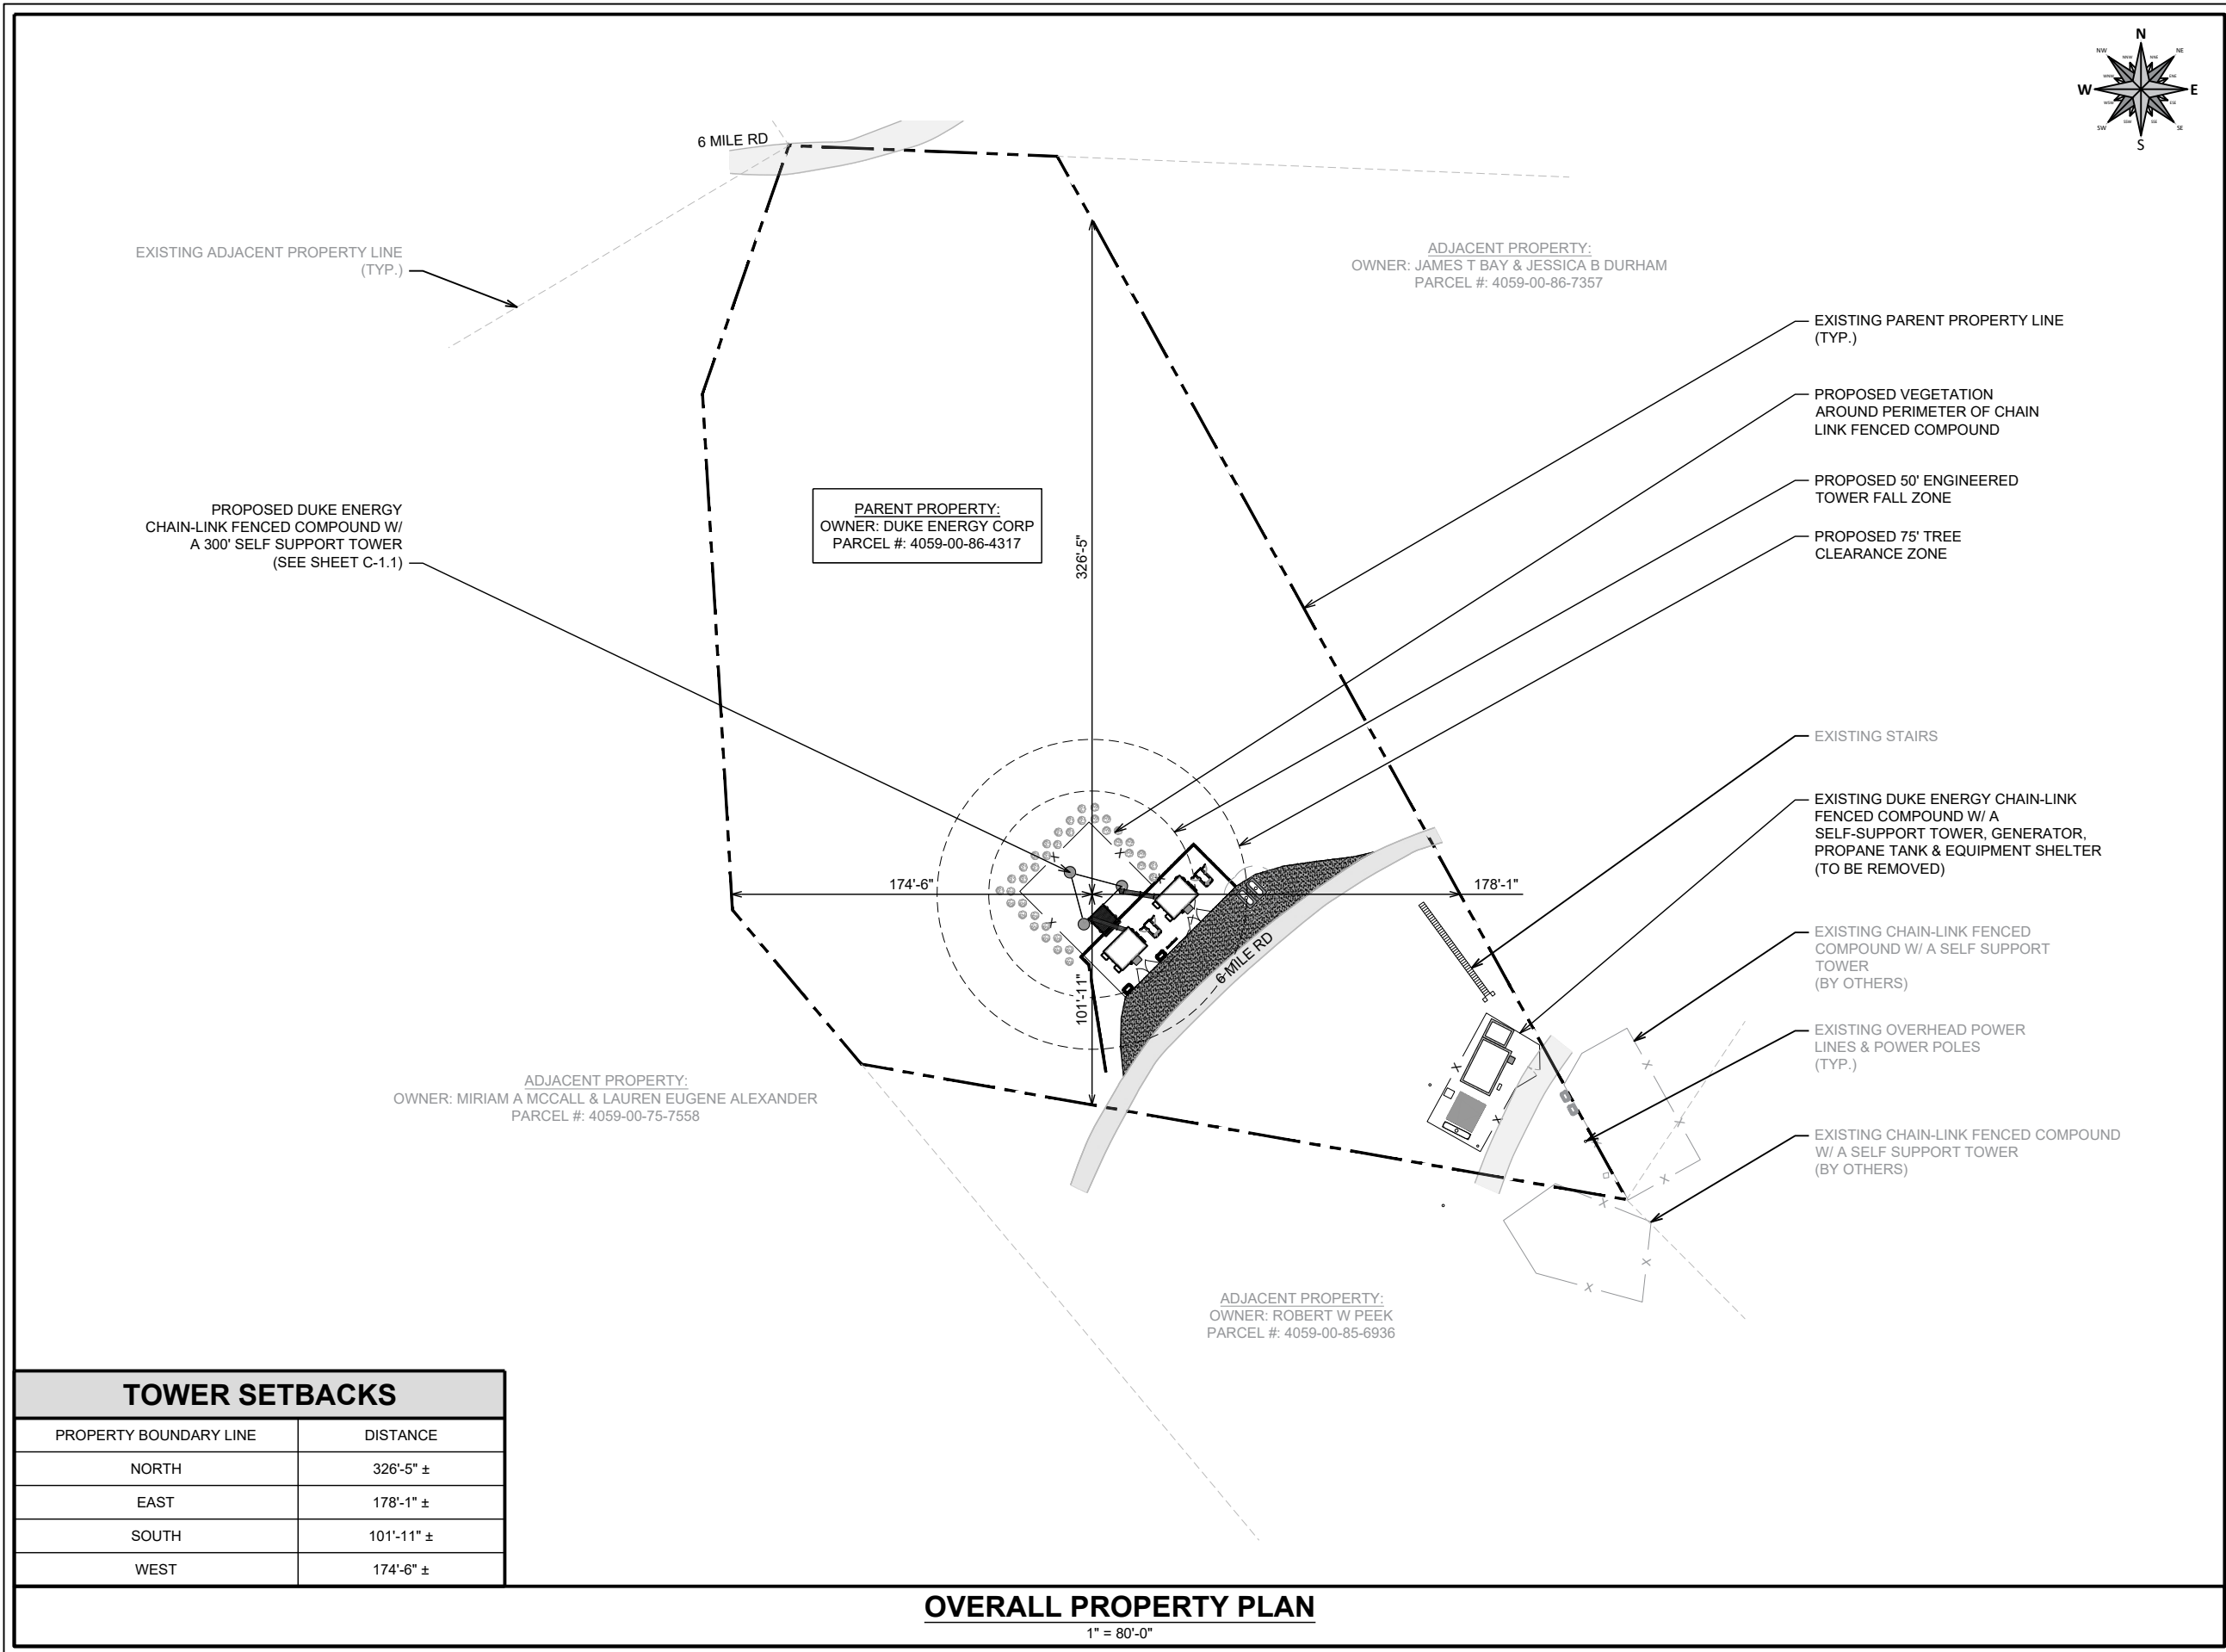 N
NW
NE
W
E
SW
SE
S
6 MILE RD
EXISTING ADJACENT PROPERTY LINE
(TYP.)
ADJACENT PROPERTY:
OWNER: JAMES T BAY & JESSICA B DURHAM
PARCEL #: 4059-00-86-7357
EXISTING PARENT PROPERTY LINE
(TYP.)
PROPOSED VEGETATION
AROUND PERIMETER OF CHAIN
LINK FENCED COMPOUND
PROPOSED 50' ENGINEERED
TOWER FALL ZONE
PROPOSED 75' TREE
CLEARANCE ZONE
PROPOSED DUKE ENERGY
CHAIN-LINK FENCED COMPOUND W/
A 300' SELF SUPPORT TOWER
(SEE SHEET C-1.1)
PARENT PROPERTY:
OWNER: DUKE ENERGY CORP
PARCEL #: 4059-00-86-4317
326'-5"
174'-6"
178'-1"
101'-11"
6 MILE RD
EXISTING STAIRS
EXISTING DUKE ENERGY CHAIN-LINK
FENCED COMPOUND W/ A
SELF-SUPPORT TOWER, GENERATOR,
PROPANE TANK & EQUIPMENT SHELTER
(TO BE REMOVED)
EXISTING CHAIN-LINK FENCED
COMPOUND W/ A SELF SUPPORT
TOWER
(BY OTHERS)
EXISTING OVERHEAD POWER
LINES & POWER POLES
(TYP.)
EXISTING CHAIN-LINK FENCED COMPOUND
W/ A SELF SUPPORT TOWER
(BY OTHERS)
ADJACENT PROPERTY:
OWNER: MIRIAM A MCCALL & LAUREN EUGENE ALEXANDER
PARCEL #: 4059-00-75-7558
ADJACENT PROPERTY:
OWNER: ROBERT W PEEK
PARCEL #: 4059-00-85-6936
TOWER SETBACKS
PROPERTY BOUNDARY LINE DISTANCE
NORTH 326'-5" ±
EAST 178'-1" ±
SOUTH 101'-11" ±
WEST 174'-6" ±
OVERALL PROPERTY PLAN
1" = 80'-0"